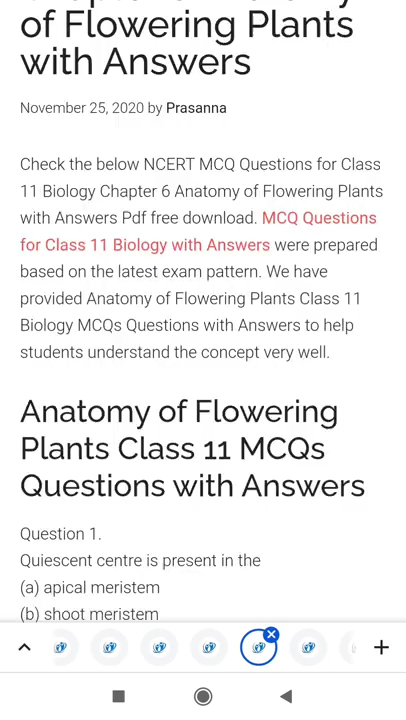 of Flowering Plants
with Answers
November 25, 2020 by Prasanna
Check the below NCERT MCQ Questions for Class
11 Biology Chapter 6 Anatomy of Flowering Plants
with Answers Pdf free download. MCQ Questions
for Class 11 Biology with Answers were prepared
based on the latest exam pattern. We have
provided Anatomy of Flowering Plants Class 11
Biology MCQs Questions with Answers to help
students understand the concept very well.
Anatomy of Flowering
Plants Class 11 MCQs
Questions with Answers
Question 1.
Quiescent centre is present in the
(a) apical meristem
(b) shoot meristem